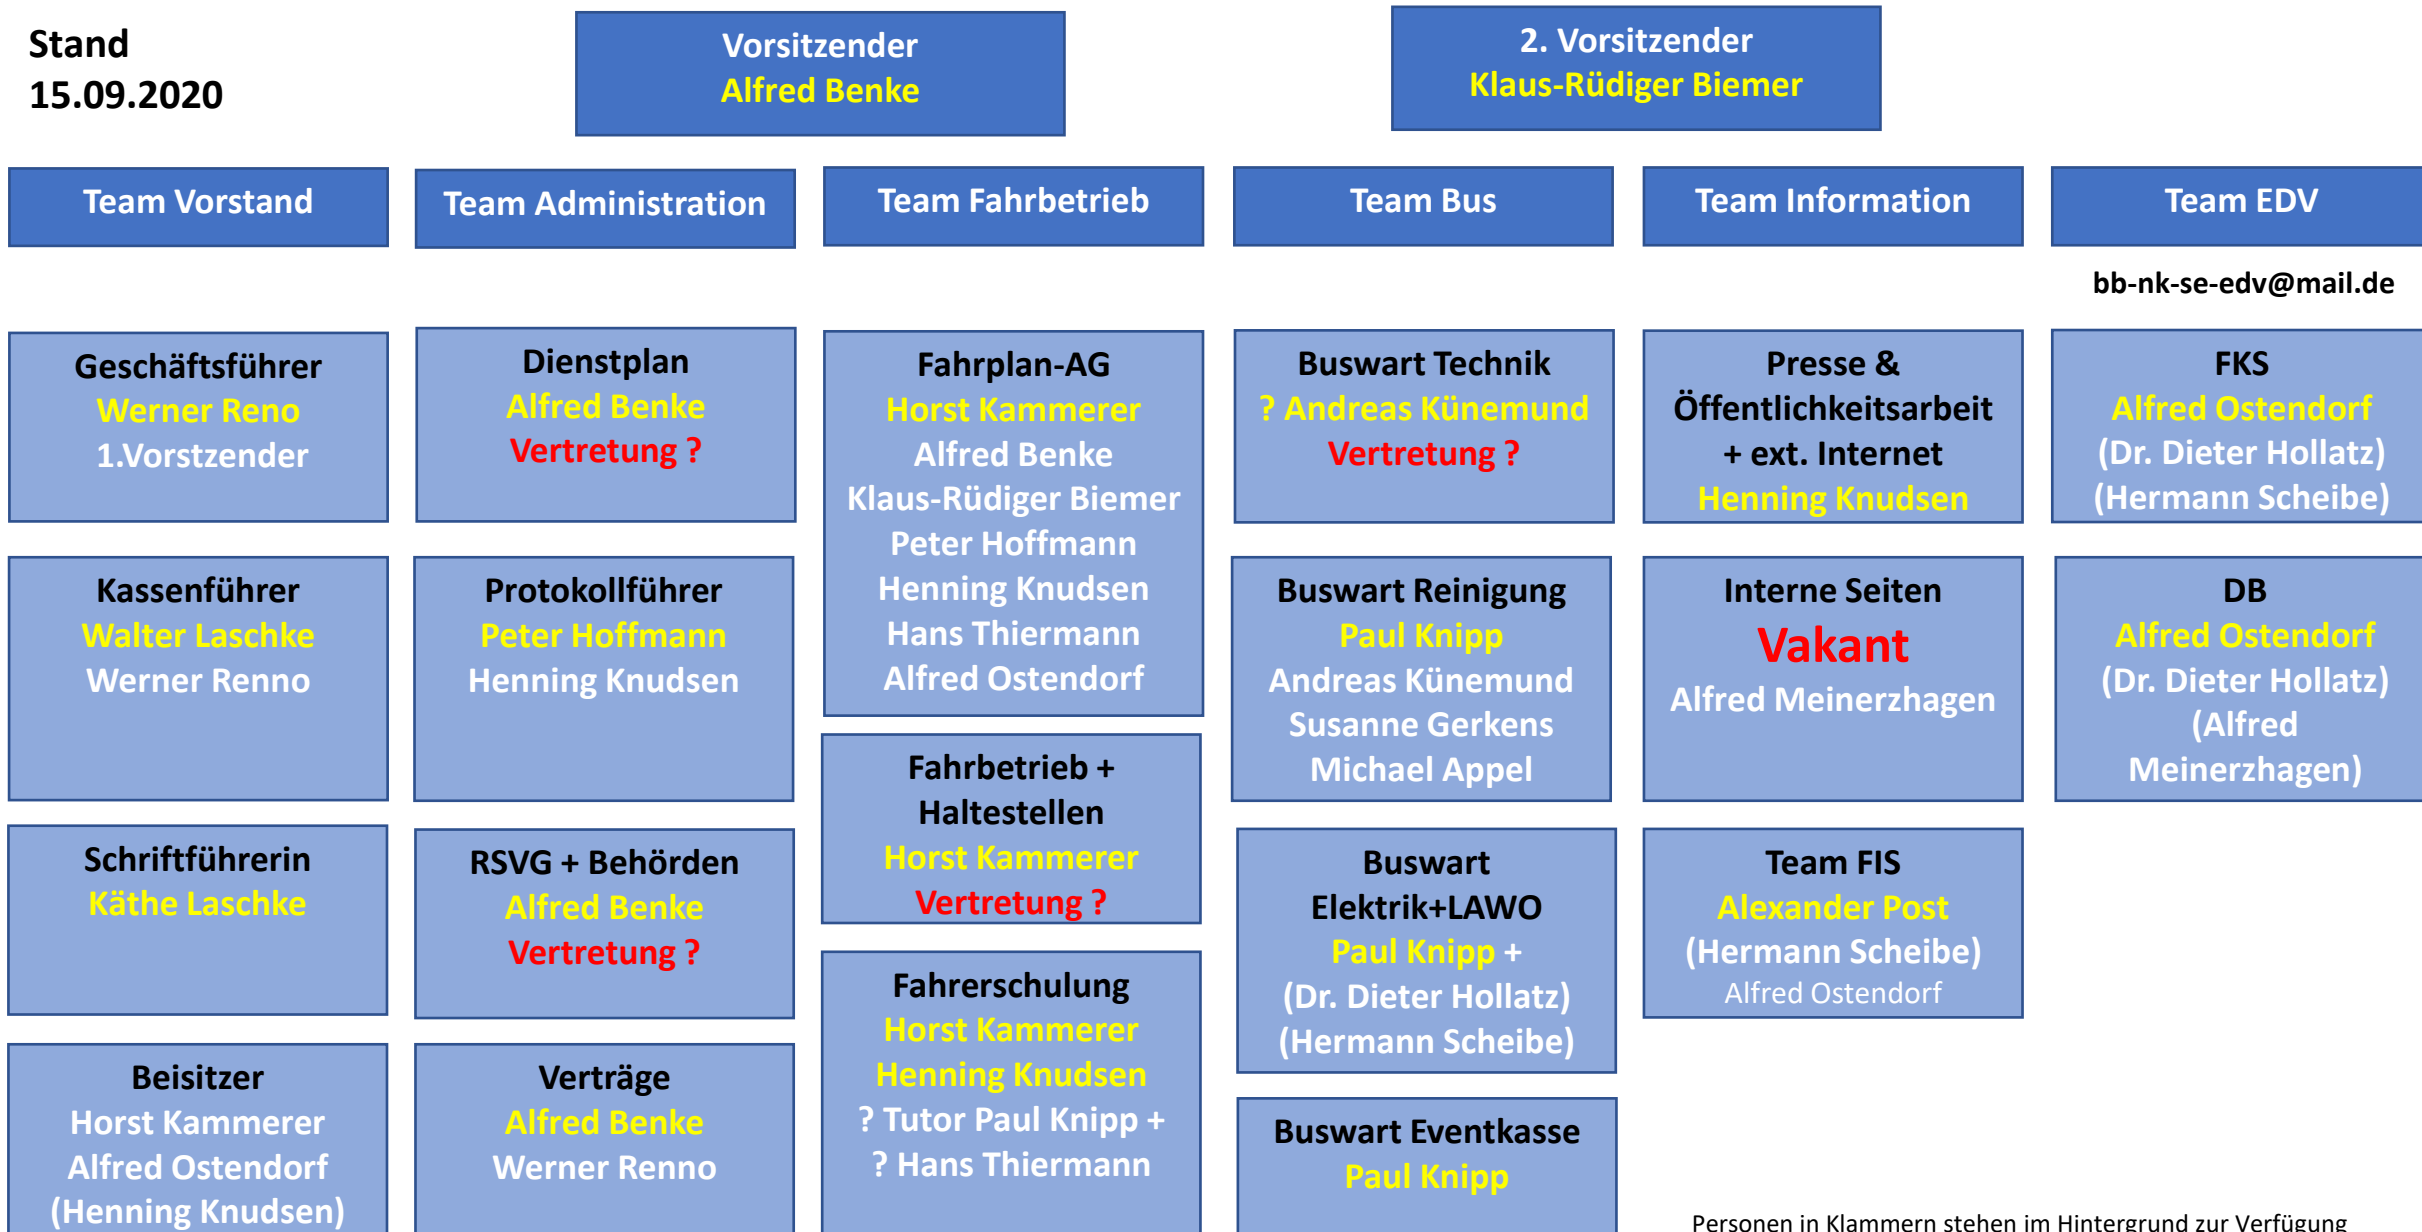 Stand
15.09.2020
Vorsitzender
Alfred Benke
2. Vorsitzender
Klaus-Rüdiger Biemer
Team Vorstand
Team Administration
Team Fahrbetrieb
Team Bus
Team Information
Team EDV
bb-nk-se-edv@mail.de
Geschäftsführer
Werner Reno
1.Vorstzender
Kassenführer
Walter Laschke
Werner Renno
Schriftführerin
Käthe Laschke
Beisitzer
Horst Kammerer
Alfred Ostendorf
(Henning Knudsen)
Dienstplan
Alfred Benke
Vertretung ?
Protokollführer
Peter Hoffmann
Henning Knudsen
RSVG + Behörden
Alfred Benke
Vertretung ?
Verträge
Alfred Benke
Werner Renno
Fahrplan-AG
Horst Kammerer
Alfred Benke
Klaus-Rüdiger Biemer
Peter Hoffmann
Henning Knudsen
Hans Thiermann
Alfred Ostendorf
Fahrbetrieb +
Haltestellen
Horst Kammerer
Vertretung ?
Fahrerschulung
Horst Kammerer
Henning Knudsen
? Tutor Paul Knipp +
? Hans Thiermann
Buswart Technik
? Andreas Künemund
Vertretung ?
Buswart Reinigung
Paul Knipp
Andreas Künemund
Susanne Gerkens
Michael Appel
Buswart
Elektrik+LAWO
Paul Knipp +
(Dr. Dieter Hollatz)
(Hermann Scheibe)
Buswart Eventkasse
Paul Knipp
Presse &
Öffentlichkeitsarbeit
+ ext. Internet
Henning Knudsen
Interne Seiten
Vakant
Alfred Meinerzhagen
Team FIS
Alexander Post
(Hermann Scheibe)
Alfred Ostendorf
FKS
Alfred Ostendorf
(Dr. Dieter Hollatz)
(Hermann Scheibe)
DB
Alfred Ostendorf
(Dr. Dieter Hollatz)
(Alfred
Meinerzhagen)
Personen in Klammern stehen im Hintergrund zur Verfügung